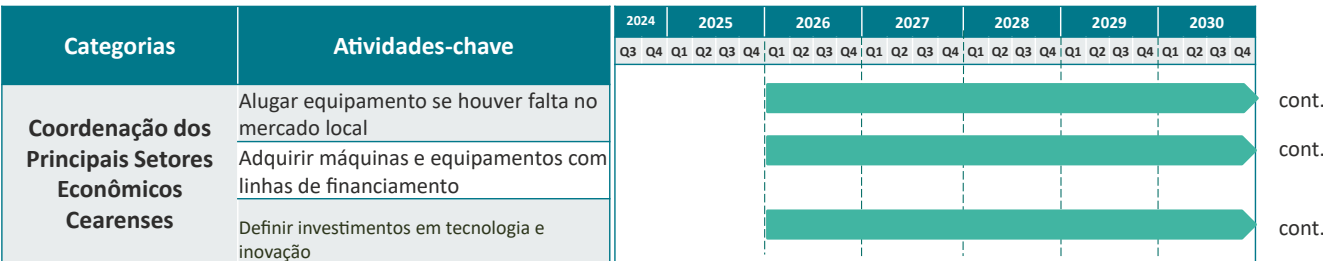 Categorias
Atividades-chave
2024 2025 2026 2027 2028 2029 2030
Q3 Q4 Q1 Q2 Q3 Q4 Q1 Q2 Q3 Q4 Q1 Q2 Q3 Q4 Q1 Q2 Q3 Q4 Q1 Q2 Q3 Q4 Q1 Q2 Q3 Q4
Coordenação dos
Principais Setores
Econômicos
Cearenses
Alugar equipamento se houver falta no
mercado local
cont.
Adquirir máquinas e equipamentos com
linhas de financiamento
cont.
Definir investimentos em tecnologia e
inovação
cont.